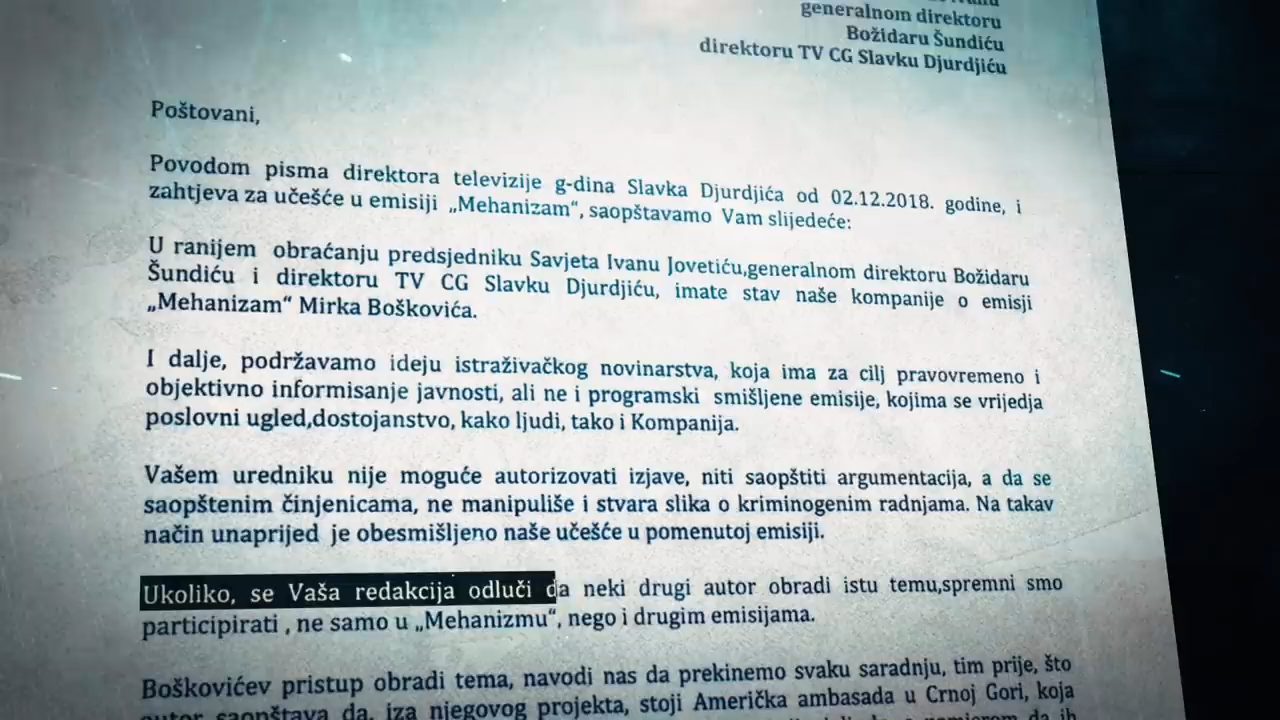 generalnom direktoru
Božidaru Šundiću
direktoru TV CG Slavku Djurdjiću
Poštovani,
Povodom pisma direktora televizije g-dina Slavka Djurdjića od 02.12.2018. godine, i
zahtjeva za učešće u emisiji „Mehanizam“, saopštavamo Vam slijedeće:
U ranijem obraćanju predsjedniku Savjeta Ivanu Jovetiću,generalnom direktoru Božidaru
Šundiću i direktoru TV CG Slavku Djurdjiću, imate stav naše kompanije o emisji
„Mehanizam“ Mirka Boškovića.
I dalje, podržavamo ideju istraživačkog novinarstva, koja ima za cilj pravovremeno i
objektivno informisanje javnosti, ali ne i programski smišljene emisije, kojima se vrijedja
poslovni ugled,dostojanstvo, kako ljudi, tako i Kompanija.
Vašem uredniku nije moguće autorizovati izjave, niti saopštiti argumentacija, a da se
saopštenim činjenicama, ne manipuliše i stvara slika o kriminogenim radnjama. Na takav
način unaprijed je obesmišljeno naše učešće u pomenutoj emisiji.
Ukoliko, se Vaša redakcija odluči da neki drugi autor obradi istu temu,spremni smo
participirati , ne samo u „Mehanizmu“, nego i drugim emisijama.
Boškovićev pristup obradi tema, navodi nas da prekinemo svaku saradnju, tim prije, što
autor saopštava da, iza njegovog projekta, stoji Američka ambasada u Crnoj Gori, koja